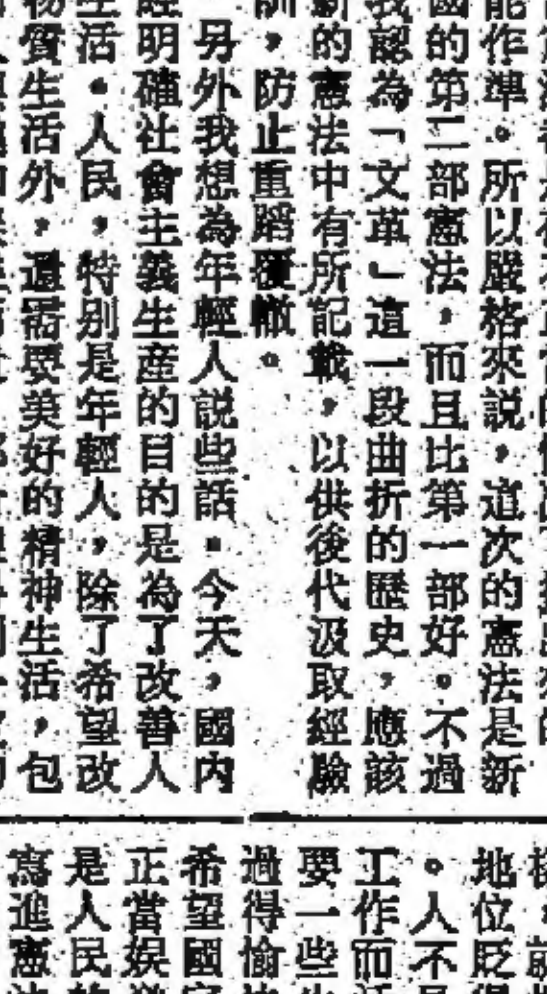 能作準。所以嚴格來説，這次的憲法是新
國的第二部憲法，而且比第一部好。不過
我認為「文革」這一段曲折的歷史，應該
新的憲法中有所記載，以供後代汲取經驗
訓，防止重蹈覆轍。
另外我想為年輕人説些話。今天，國内
明確社會主義生産的目的是為了改善人
活。人民，特别是年輕人，除了希望改
物質生活外，還需要美好的精神生活，包
地位貶
。人不
工作而
要一些
過得愉
希望國
正當娛
是人民
寫進憲